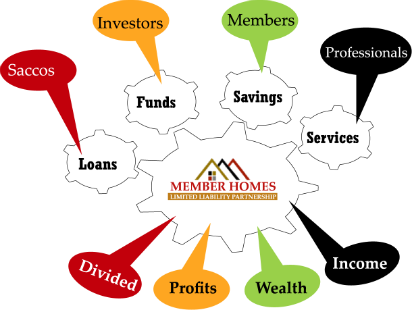 Investors
Members
Professionals
Saccos
Funds
Savings
Services
Loans
MEMBER HOMES
LIMITED LIABILITY PARTNERSHIP
Divided
Profits
Wealth
Income